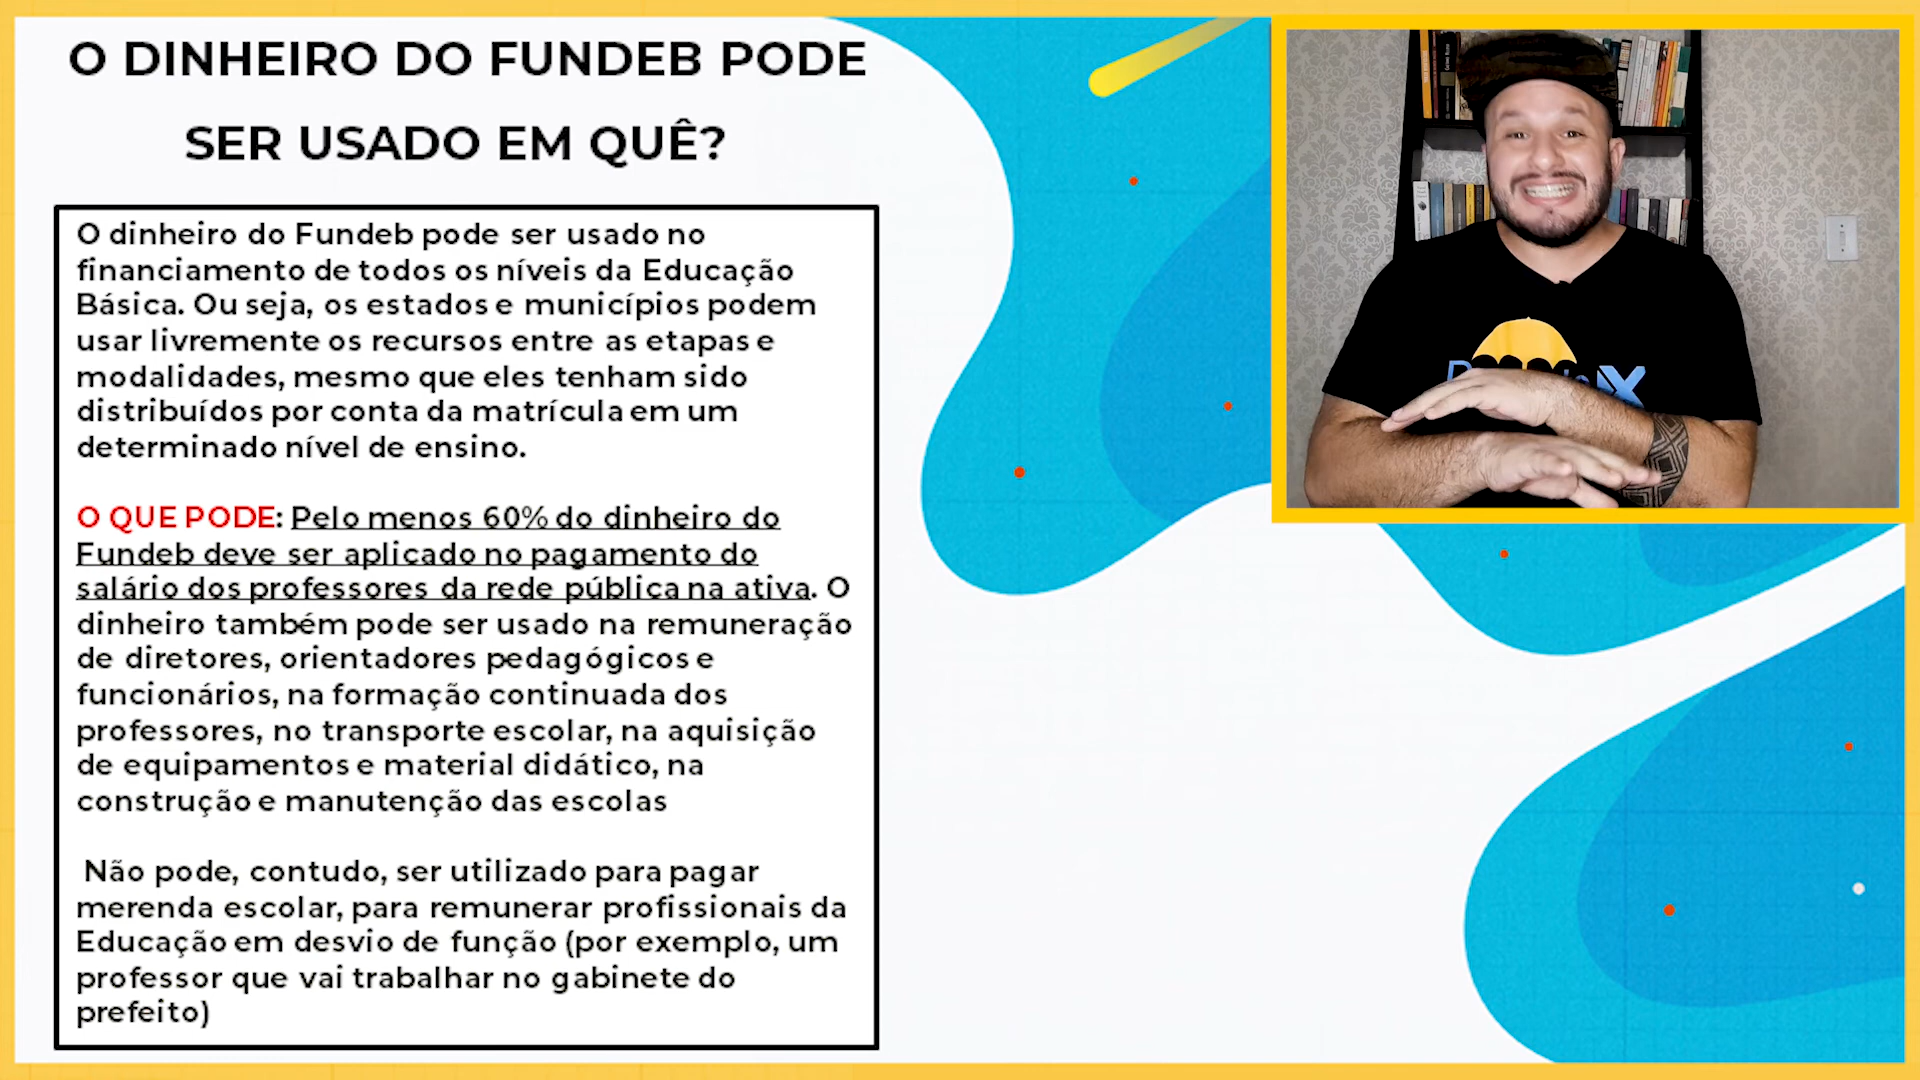 O DINHEIRO DO FUNDEB PODE
SER USADO EM QUÊ?
O dinheiro do Fundeb pode ser usado no
financiamento de todos os níveis da Educação
Básica. Ou seja, os estados e municípios podem
usar livremente os recursos entre as etapas e
modalidades, mesmo que eles tenham sido
distribuídos por conta da matrícula em um
determinado nível de ensino.
O QUE PODE: Pelo menos 60% do dinheiro do
Fundeb deve ser aplicado no pagamento do
salário dos professores da rede pública na ativa. O
dinheiro também pode ser usado na remuneração
de diretores, orientadores pedagógicos e
funcionários, na formação continuada dos
professores, no transporte escolar, na aquisição
de equipamentos e material didático, na
construção e manutenção das escolas
Não pode, contudo, ser utilizado para pagar
merenda escolar, para remunerar profissionais da
Educação em desvio de função (por exemplo, um
professor que vai trabalhar no gabinete do
prefeito)